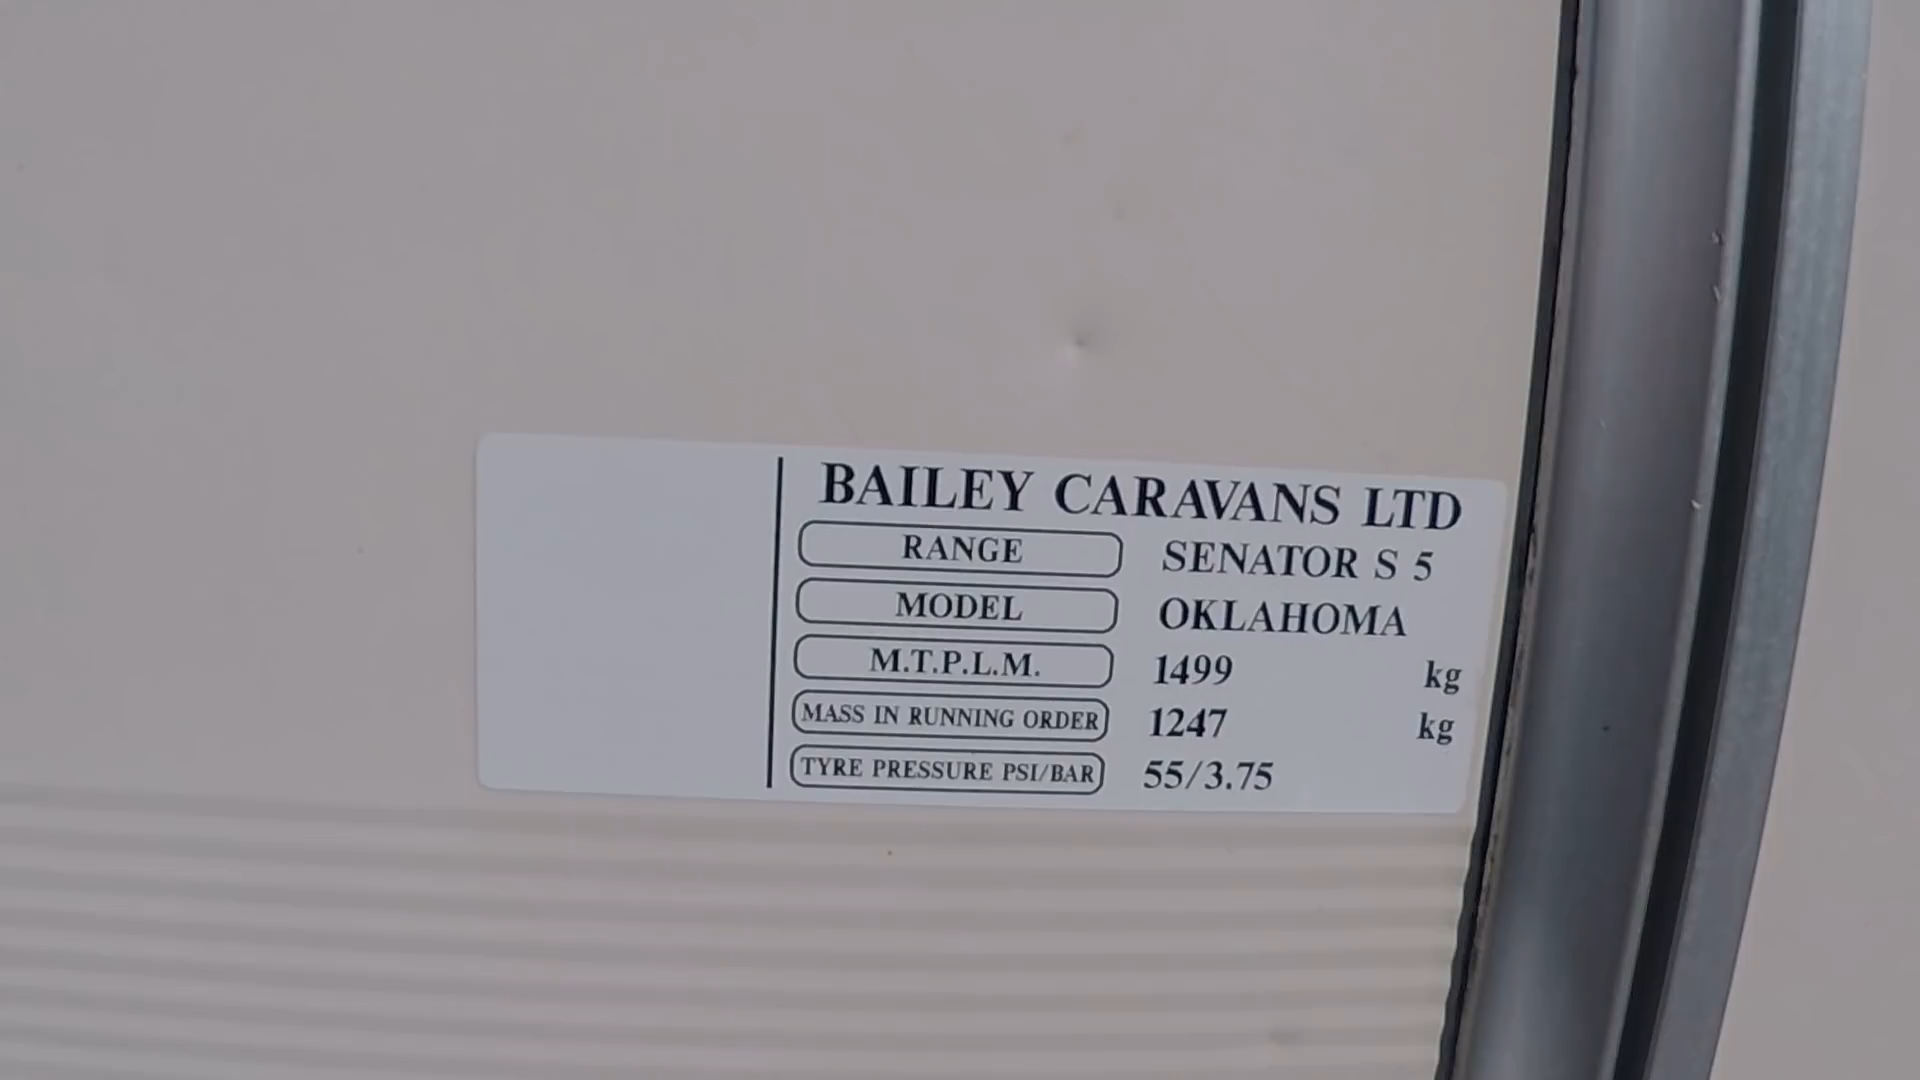 BAILEY CARAVANS LTD
RANGE SENATOR S 5
MODEL OKLAHOMA
M.T.P.L.M. 1499 kg
MASS IN RUNNING ORDER 1247 kg
TYRE PRESSURE PSI/BAR 55/3.75